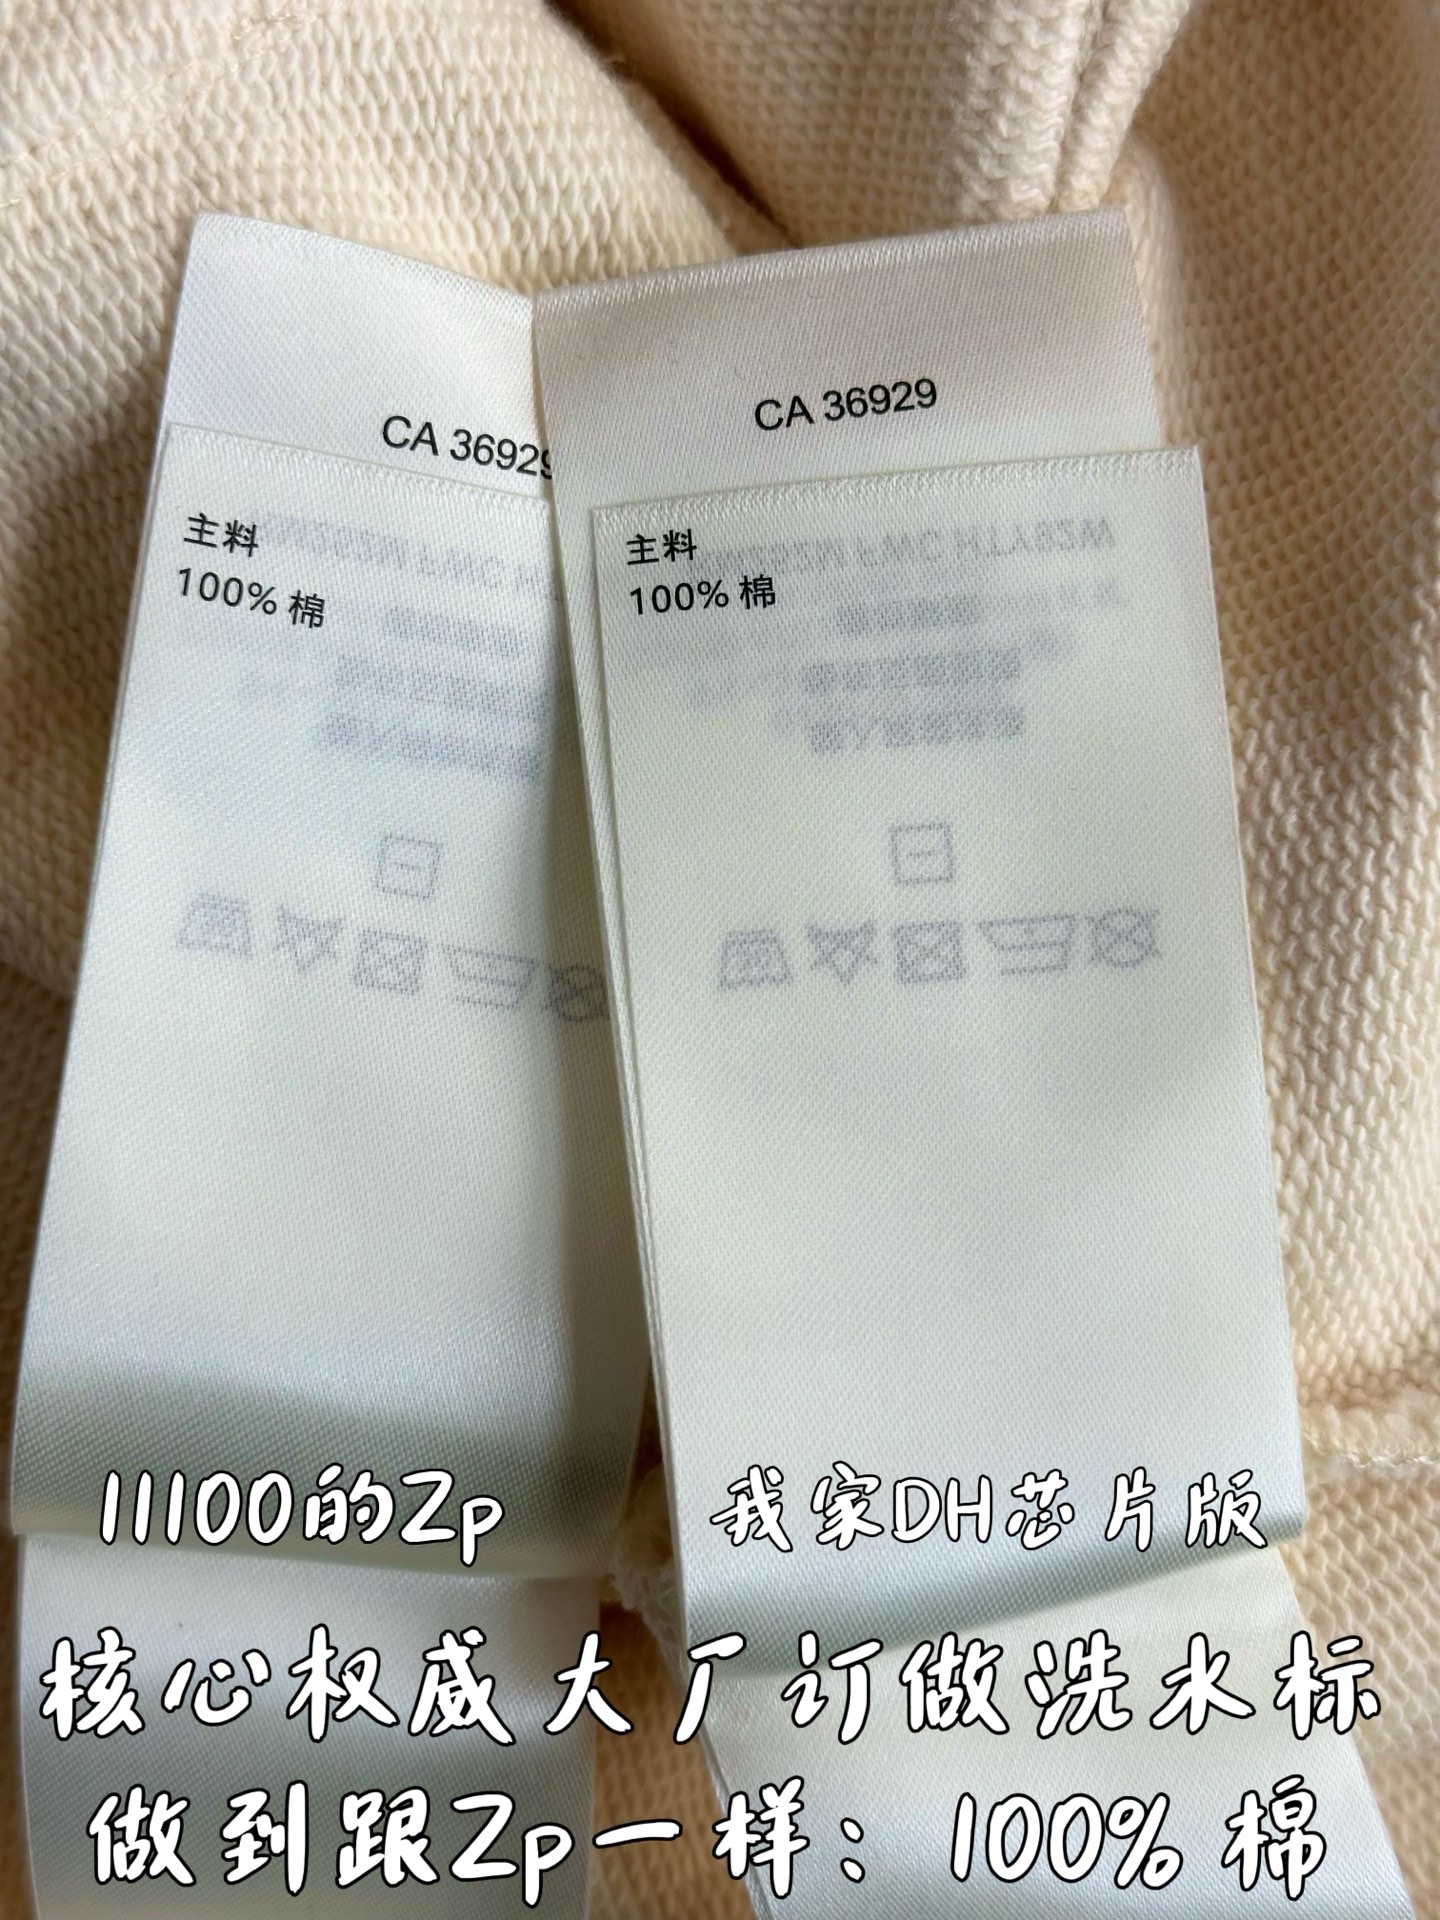 CA 36929
CA 36929
主料
100% 棉
主料
100% 棉
11100的Zp
我家DH芯片版
核心权威大厂订做洗水标
做到跟Zp一样：100% 棉